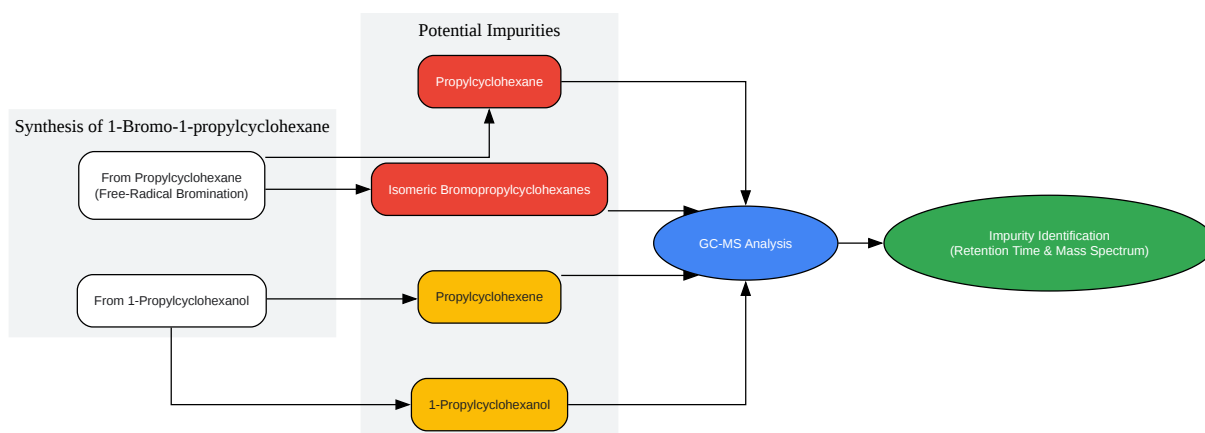 Potential Impurities
Propylcyclohexane
Synthesis of 1-Bromo-1-propylcyclohexane
From Propylcyclohexane
(Free-Radical Bromination)
Isomeric Bromopropylcyclohexanes
GC-MS Analysis
Impurity Identification
(Retention Time & Mass Spectrum)
From 1-Propylcyclohexanol
Propylcyclohexene
1-Propylcyclohexanol